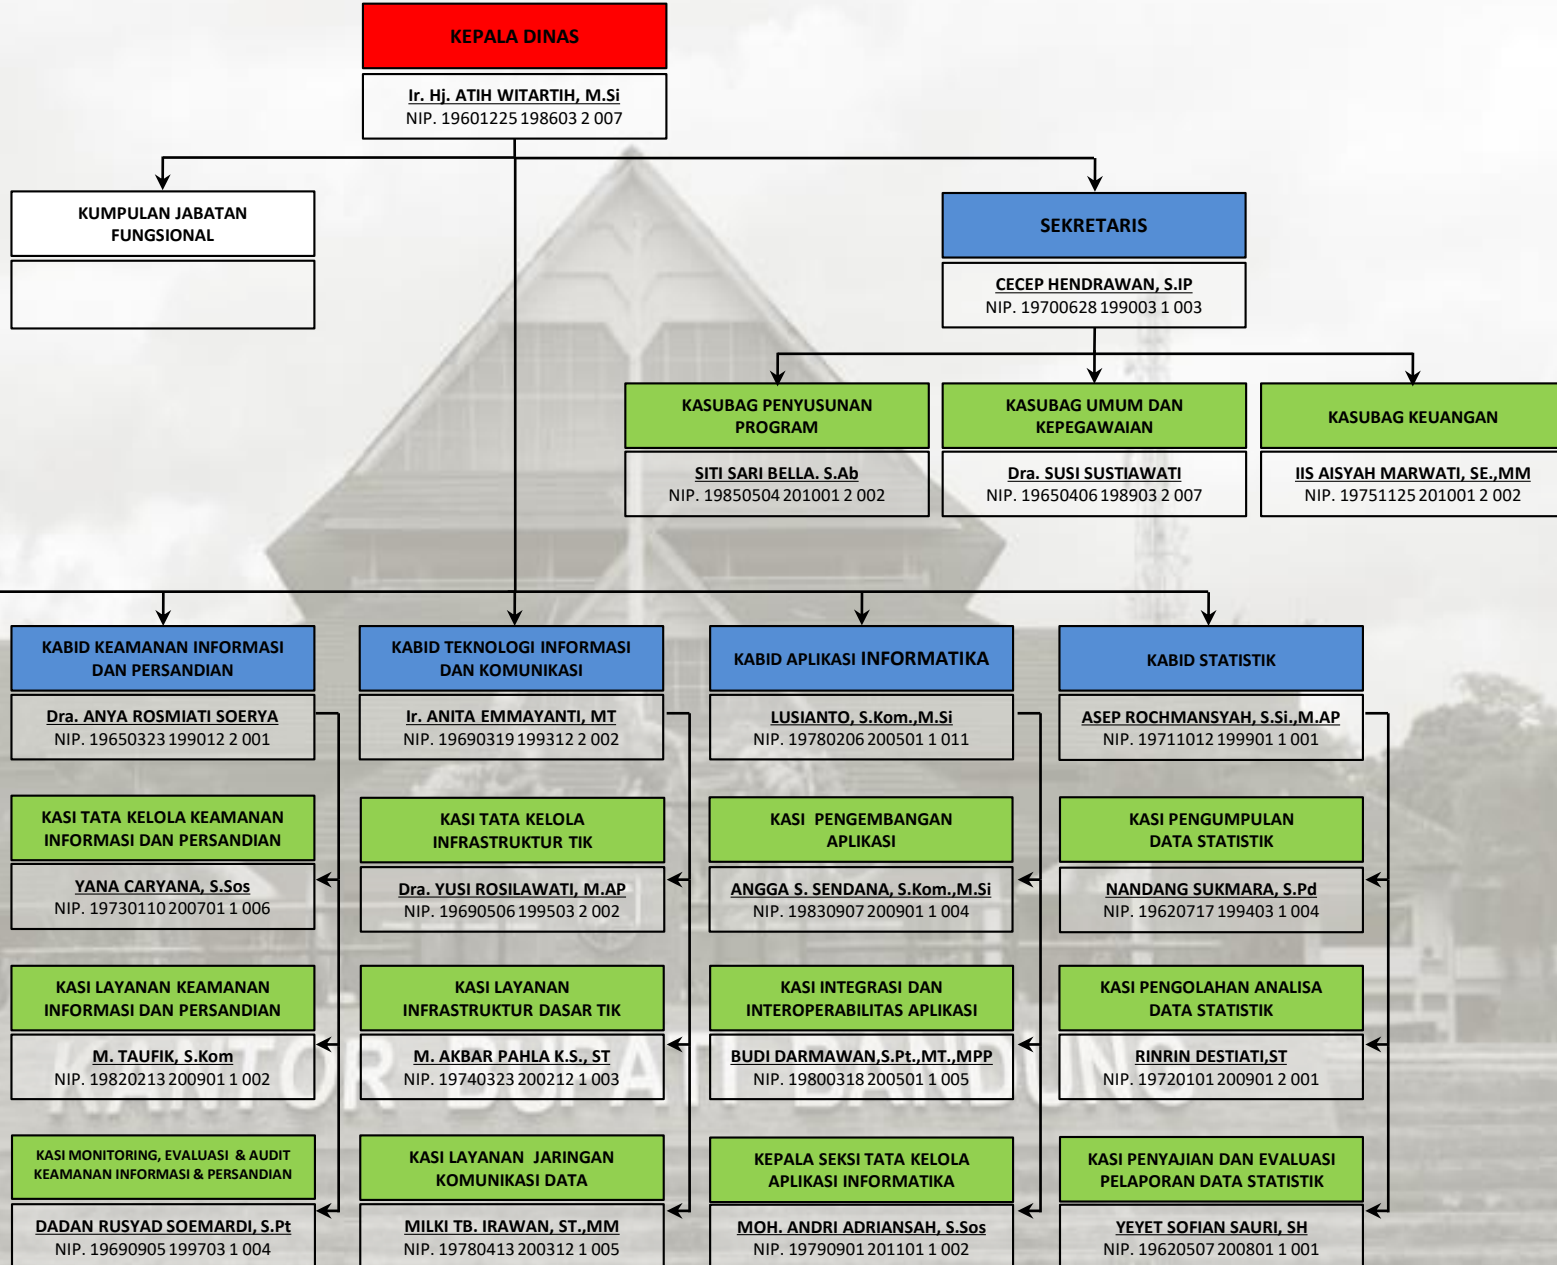 KEPALA DINAS
Ir. Hj. ATIH WITARTIH, M.Si
NIP. 19601225 198603 2 007
KUMPULAN JABATAN
FUNGSIONAL
SEKRETARIS
CECEP HENDRAWAN, S.IP
NIP. 19700628 199003 1 003
KASUBAG PENYUSUNAN
PROGRAM
SITI SARI BELLA. S.Ab
NIP. 19850504 201001 2 002
KASUBAG UMUM DAN
KEPEGAWAIAN
Dra. SUSI SUSTIAWATI
NIP. 19650406 198903 2 007
KASUBAG KEUANGAN
IIS AISYAH MARWATI, SE.,MM
NIP. 19751125 201001 2 002
KABID KEAMANAN INFORMASI
DAN PERSANDIAN
Dra. ANYA ROSMIATI SOERYA
NIP. 19650323 199012 2 001
KASI TATA KELOLA KEAMANAN
INFORMASI DAN PERSANDIAN
YANA CARYANA, S.Sos
NIP. 19730110 200701 1 006
KASI LAYANAN KEAMANAN
INFORMASI DAN PERSANDIAN
M. TAUFIK, S.Kom
NIP. 19820213 200901 1 002
KASI MONITORING, EVALUASI & AUDIT
KEAMANAN INFORMASI & PERSANDIAN
DADAN RUSYAD SOEMARDI, S.Pt
NIP. 19690905 199703 1 004
KABID TEKNOLOGI INFORMASI
DAN KOMUNIKASI
Ir. ANITA EMMAYANTI, MT
NIP. 19690319 199312 2 002
KASI TATA KELOLA
INFRASTRUKTUR TIK
Dra. YUSI ROSILAWATI, M.AP
NIP. 19690506 199503 2 002
KASI LAYANAN
INFRASTRUKTUR DASAR TIK
M. AKBAR PAHLA K.S., ST
NIP. 19740323 200212 1 003
KASI LAYANAN JARINGAN
KOMUNIKASI DATA
MILKI TB. IRAWAN, ST.,MM
NIP. 19780413 200312 1 005
KABID APLIKASI INFORMATIKA
LUSIANTO, S.Kom.,M.Si
NIP. 19780206 200501 1 011
KASI PENGEMBANGAN
APLIKASI
ANGGA S. SENDANA, S.Kom.,M.Si
NIP. 19830907 200901 1 004
KASI INTEGRASI DAN
INTEROPERABILITAS APLIKASI
BUDI DARMAWAN,S.Pt.,MT.,MPP
NIP. 19800318 200501 1 005
KEPALA SEKSI TATA KELOLA
APLIKASI INFORMATIKA
MOH. ANDRI ADRIANSAH, S.Sos
NIP. 19790901 201101 1 002
KABID STATISTIK
ASEP ROCHMANSYAH, S.Si.,M.AP
NIP. 19711012 199901 1 001
KASI PENGUMPULAN
DATA STATISTIK
NANDANG SUKMARA, S.Pd
NIP. 19620717 199403 1 004
KASI PENGOLAHAN ANALISA
DATA STATISTIK
RINRIN DESTIATI,ST
NIP. 19720101 200901 2 001
KASI PENYAJIAN DAN EVALUASI
PELAPORAN DATA STATISTIK
YEYET SOFIAN SAURI, SH
NIP. 19620507 200801 1 001
KANTOR BUPATI BANDUNG